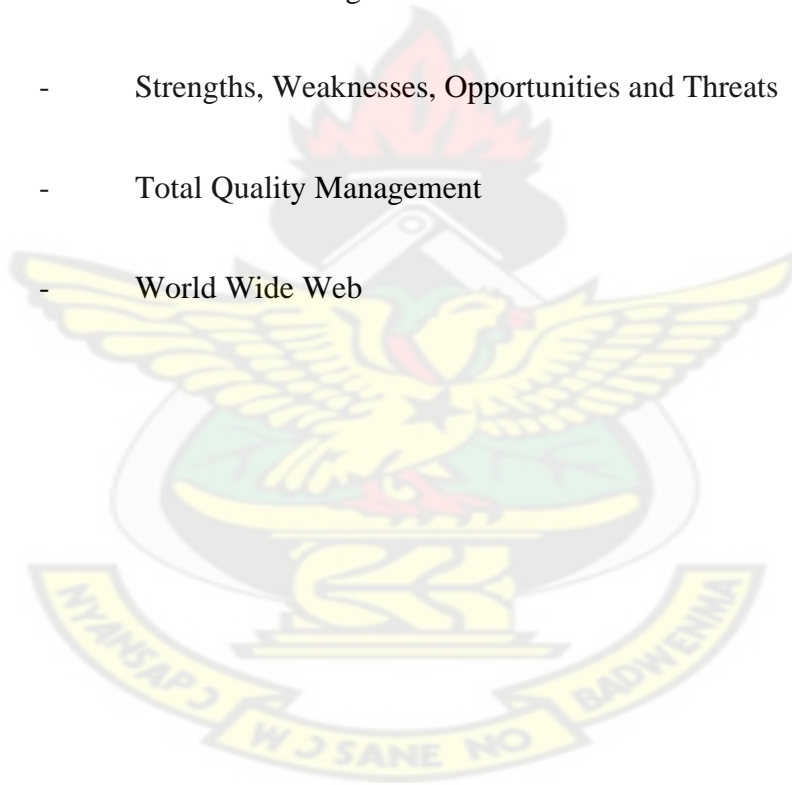 - Strengths, Weaknesses, Opportunities and Threats
- Total Quality Management
- World Wide Web
NYANSAPƆ WƆSANE NO BADWENMA